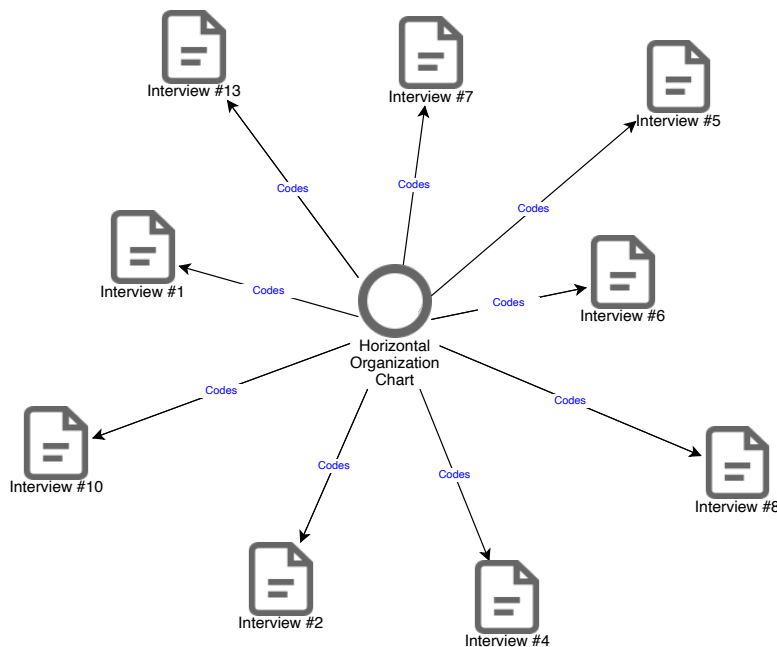 Interview #13
Interview #7
Interview #5
Codes
Codes
Codes
Interview #1
Codes
Codes
Interview #6
Horizontal
Organization
Chart
Codes
Codes
Interview #10
Codes
Codes
Interview #8
Interview #2
Interview #4